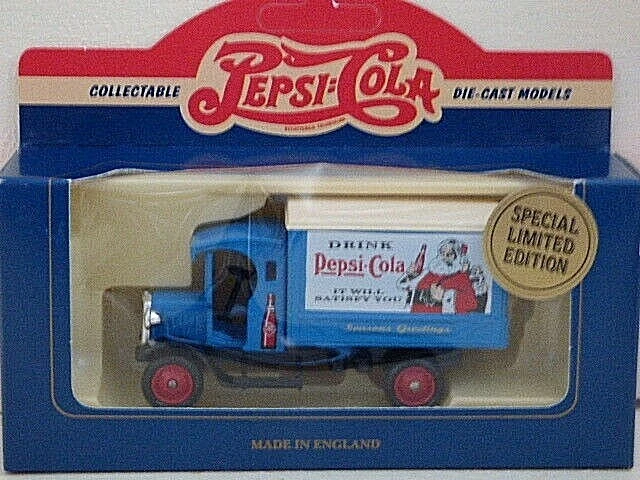 COLLECTABLE
PEPSI=COLA
DIE-CAST MODELS
SPECIAL
LIMITED
EDITION
DRINK
Pepsi-Cola
IT WILL
SATISFY YOU
Seasons Greetings
MADE IN ENGLAND